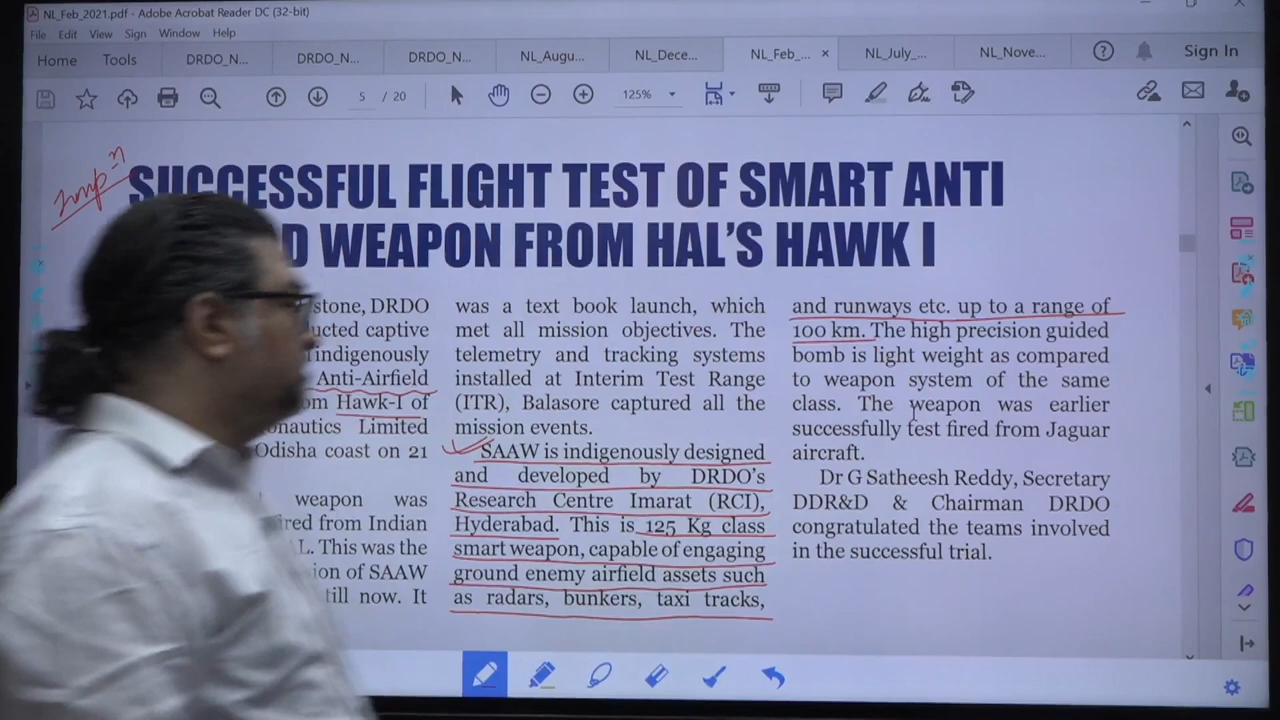 NL_Feb_2021.pdf - Adobe Acrobat Reader DC (32-bit)
File Edit View Sign Window Help
Home Tools DRDO_N... DRDO_N... DRDO_N... NL_Augu... NL_Dece... NL_Feb_... × NL_July_... NL_Nove... Sign In
5 / 20 125%
Imp-n
SUCCESSFUL FLIGHT TEST OF SMART ANTI
D WEAPON FROM HAL'S HAWK I
stone, DRDO
ucted captive
indigenously
Anti-Airfield
om Hawk-I of
onautics Limited
Odisha coast on 21
weapon was
ired from Indian
L. This was the
ion of SAAW
till now. It
was a text book launch, which
met all mission objectives. The
telemetry and tracking systems
installed at Interim Test Range
(ITR), Balasore captured all the
mission events.
SAAW is indigenously designed
and developed by DRDO's
Research Centre Imarat (RCI),
Hyderabad. This is 125 Kg class
smart weapon, capable of engaging
ground enemy airfield assets such
as radars, bunkers, taxi tracks,
and runways etc. up to a range of
100 km. The high precision guided
bomb is light weight as compared
to weapon system of the same
class. The weapon was earlier
successfully test fired from Jaguar
aircraft.
Dr G Satheesh Reddy, Secretary
DDR&D & Chairman DRDO
congratulated the teams involved
in the successful trial.